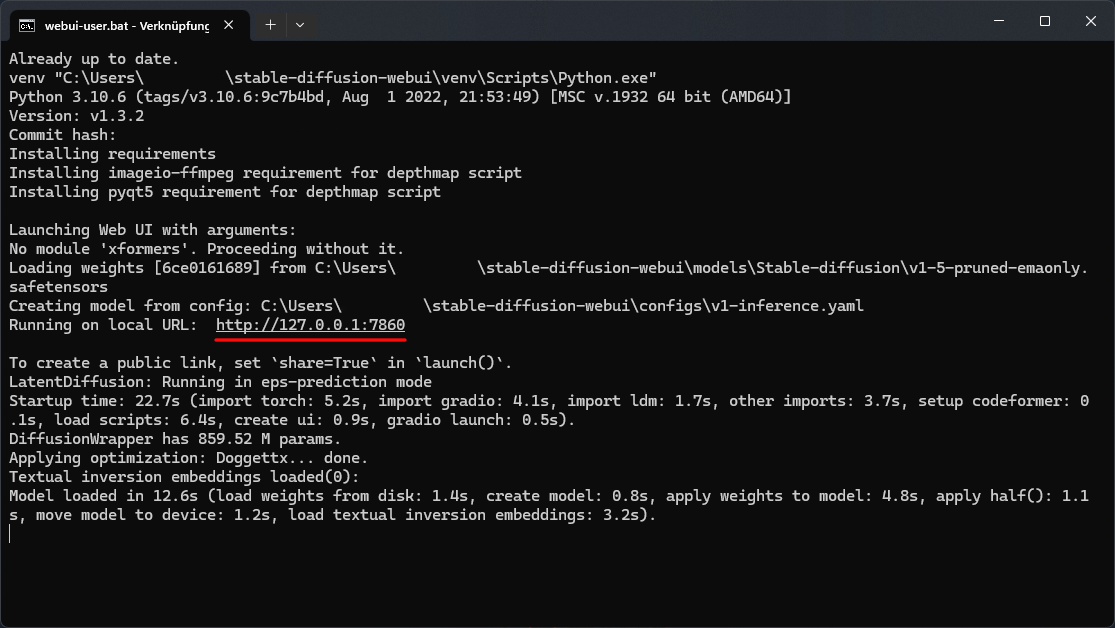 webui-user.bat - Verknüpfung
Already up to date.
venv "C:\Users\ \stable-diffusion-webui\venv\Scripts\Python.exe"
Python 3.10.6 (tags/v3.10.6:9c7b4bd, Aug  1 2022, 21:53:49) [MSC v.1932 64 bit (AMD64)]
Version: v1.3.2
Commit hash:
Installing requirements
Installing imageio-ffmpeg requirement for depthmap script
Installing pyqt5 requirement for depthmap script
Launching Web UI with arguments:
No module 'xformers'. Proceeding without it.
Loading weights [6ce0161689] from C:\Users\ \stable-diffusion-webui\models\Stable-diffusion\v1-5-pruned-emaonly.
safetensors
Creating model from config: C:\Users\ \stable-diffusion-webui\configs\v1-inference.yaml
Running on local URL:  http://127.0.0.1:7860
To create a public link, set `share=True` in `launch()`.
LatentDiffusion: Running in eps-prediction mode
Startup time: 22.7s (import torch: 5.2s, import gradio: 4.1s, import ldm: 1.7s, other imports: 3.7s, setup codeformer: 0
.1s, load scripts: 6.4s, create ui: 0.9s, gradio launch: 0.5s).
DiffusionWrapper has 859.52 M params.
Applying optimization: Doggettx... done.
Textual inversion embeddings loaded(0):
Model loaded in 12.6s (load weights from disk: 1.4s, create model: 0.8s, apply weights to model: 4.8s, apply half(): 1.1
s, move model to device: 1.2s, load textual inversion embeddings: 3.2s).